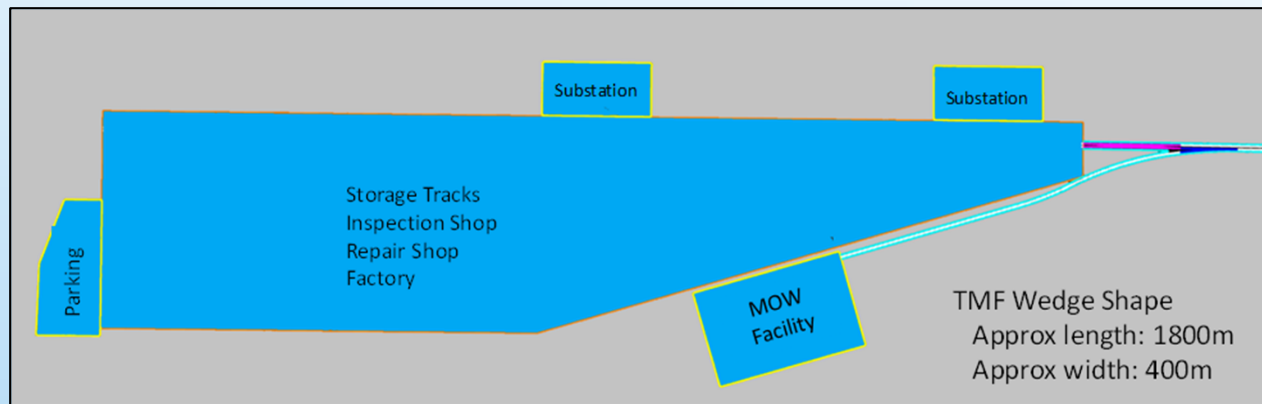 Substation
Substation
Storage Tracks
Inspection Shop
Repair Shop
Factory
Parking
MOW
Facility
TMF Wedge Shape
Approx length: 1800m
Approx width: 400m